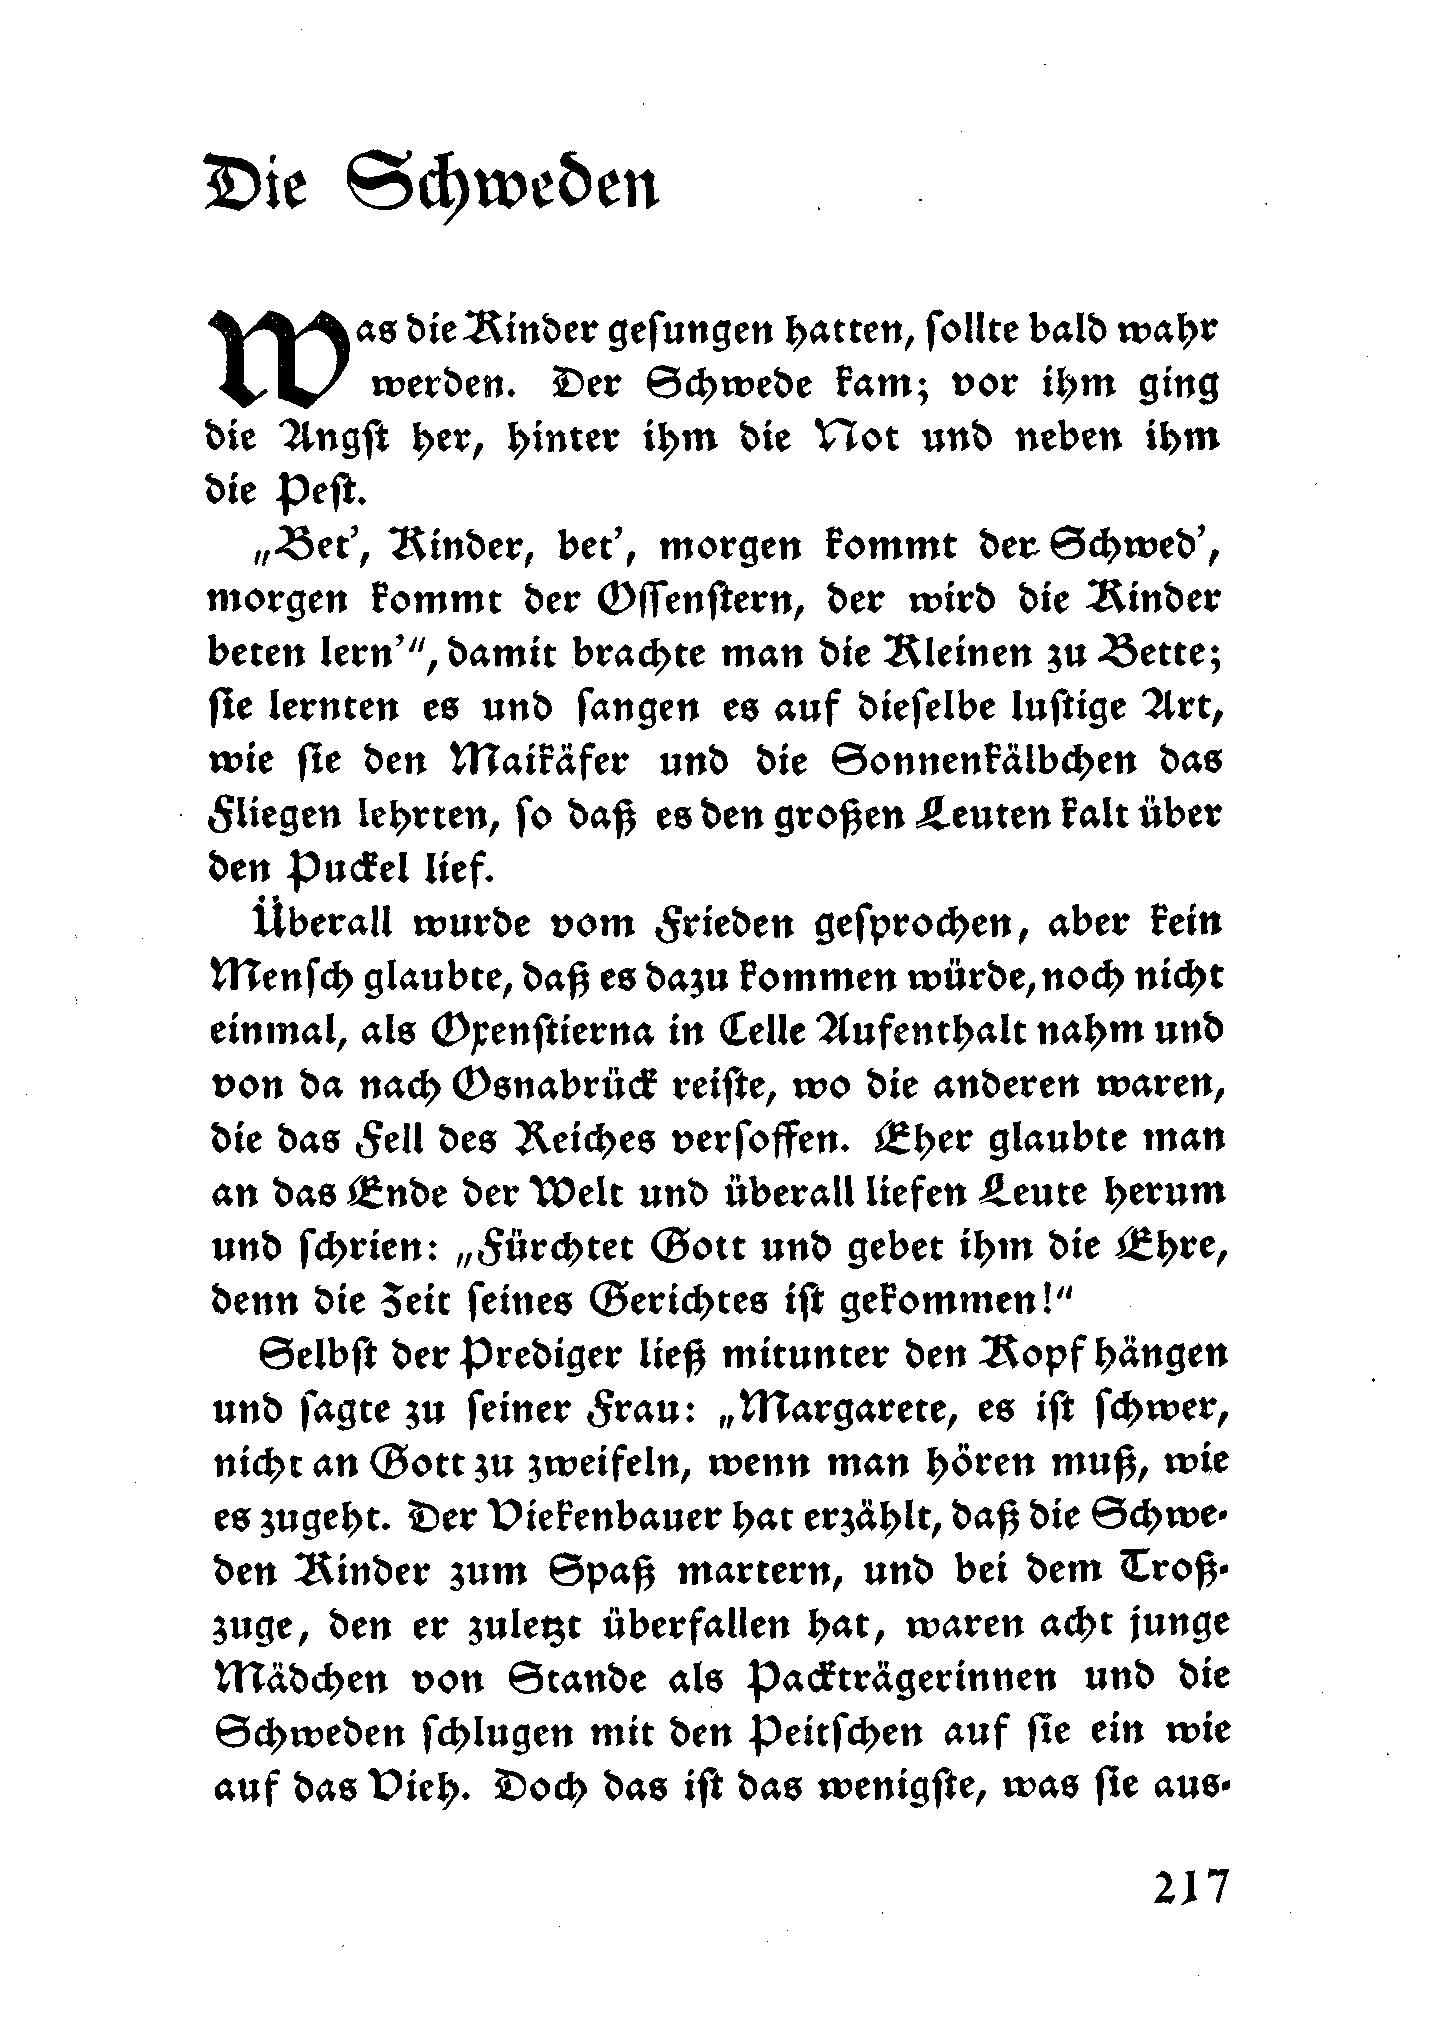 Die Schweden
Was die Kinder gesungen hatten, sollte bald wahr
werden. Der Schwede kam; vor ihm ging
die Angst her, hinter ihm die Not und neben ihm
die Pest.
„Bet’, Kinder, bet’, morgen kommt der Schwed’,
morgen kommt der Ossenstern, der wird die Kinder
beten lern’“, damit brachte man die Kleinen zu Bette;
sie lernten es und sangen es auf dieselbe lustige Art,
wie sie den Maikäfer und die Sonnenkälbchen das
Fliegen lehrten, so daß es den großen Leuten kalt über
den Puckel lief.
Überall wurde vom Frieden gesprochen, aber kein
Mensch glaubte, daß es dazu kommen würde, noch nicht
einmal, als Oxenstierna in Celle Aufenthalt nahm und
von da nach Osnabrück reiste, wo die anderen waren,
die das Fell des Reiches versoffen. Eher glaubte man
an das Ende der Welt und überall liefen Leute herum
und schrien: „Fürchtet Gott und gebet ihm die Ehre,
denn die Zeit seines Gerichtes ist gekommen!“
Selbst der Prediger ließ mitunter den Kopf hängen
und sagte zu seiner Frau: „Margarete, es ist schwer,
nicht an Gott zu zweifeln, wenn man hören muß, wie
es zugeht. Der Viekenbauer hat erzählt, daß die Schwe-
den Kinder zum Spaß martern, und bei dem Troß-
zuge, den er zuletzt überfallen hat, waren acht junge
Mädchen von Stande als Packträgerinnen und die
Schweden schlugen mit den Peitschen auf sie ein wie
auf das Vieh. Doch das ist das wenigste, was sie aus-
217